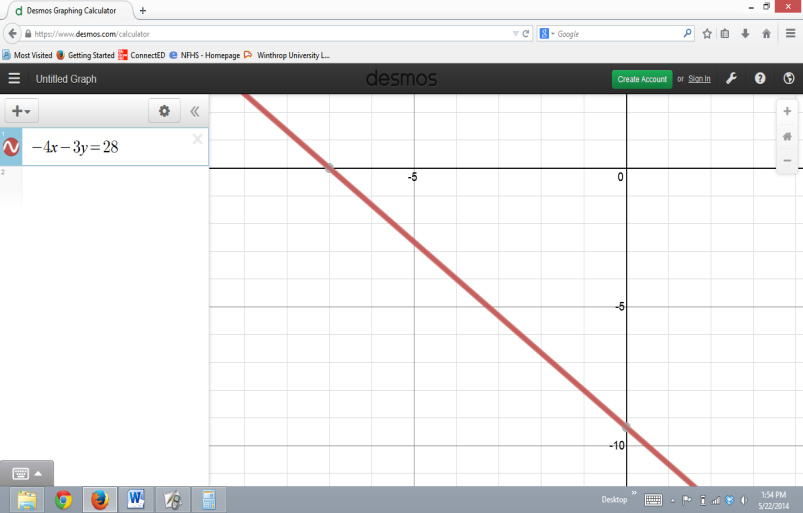 Desmos Graphing Calculator
https://www.desmos.com/calculator
Google
Most Visited Getting Started ConnectED NFHS - Homepage Winthrop University L...
Untitled Graph
desmos
Create Account or Sign In
1
−4x−3y=28
2
-5
0
-5
-10
Desktop
1:54 PM
5/22/2014